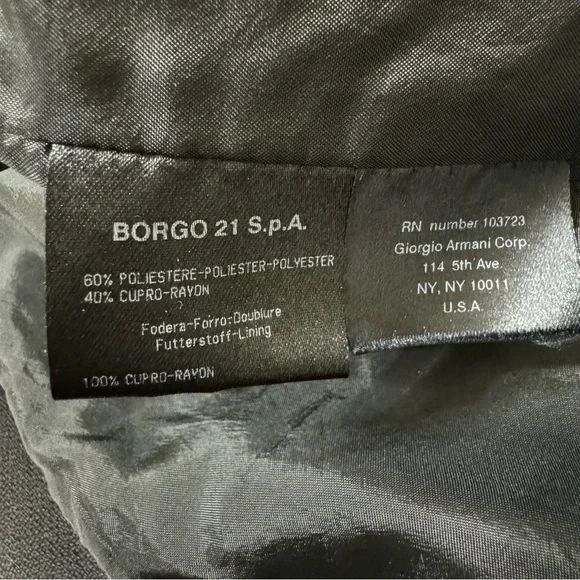 BORGO 21 S.p.A.
60% POLIESTERE-POLIESTER-POLYESTER
40% CUPRO-RAYON
Fodera-Forro-Doublure
Futterstoff-Lining
100% CUPRO-RAYON
RN number 103723
Giorgio Armani Corp.
114 5th Ave.
NY, NY 10011
U.S.A.